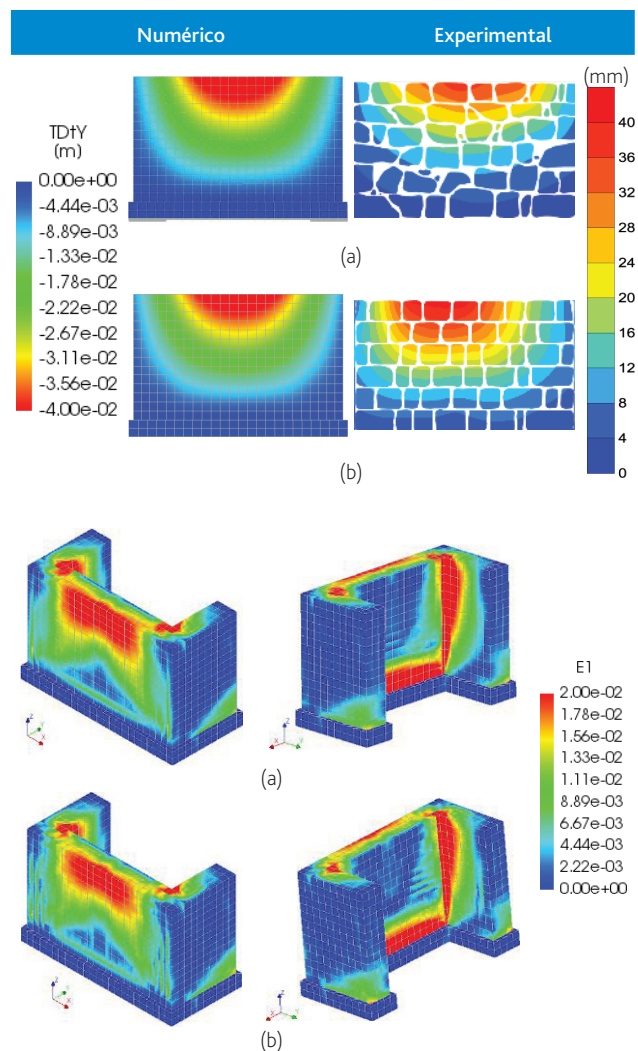 Numérico Experimental
(mm)
TDtY
(m)
0.00e+00
-4.44e-03
-8.89e-03
-1.33e-02
-1.78e-02
-2.22e-02
-2.67e-02
-3.11e-02
-3.56e-02
-4.00e-02
40
36
32
28
24
20
16
12
8
4
0
(a)
(b)
E1
2.00e-02
1.78e-02
1.56e-02
1.33e-02
1.11e-02
8.89e-03
6.67e-03
4.44e-03
2.22e-03
0.00e+00
Z
Y
X
Z
X
Y
(a)
Z
Y
X
Z
X
Y
(b)